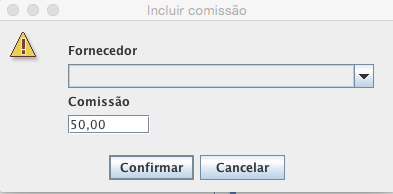 Incluir comissão
Fornecedor
Comissão
50,00
Confirmar Cancelar